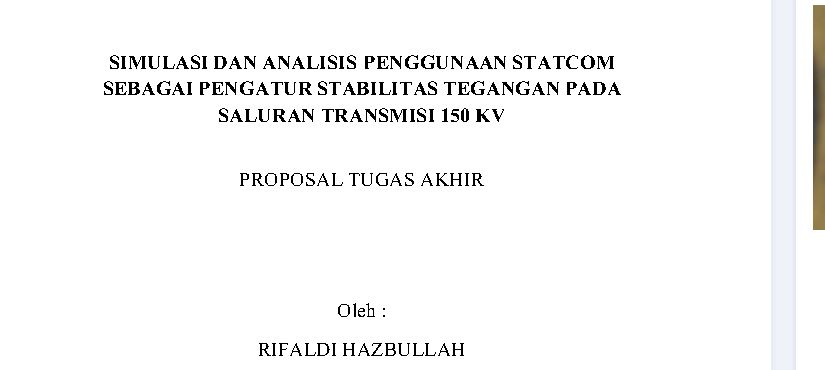 SIMULASI DAN ANALISIS PENGGUNAAN STATCOM
SEBAGAI PENGATUR STABILITAS TEGANGAN PADA
SALURAN TRANSMISI 150 KV
PROPOSAL TUGAS AKHIR
Oleh :
RIFALDI HAZBULLAH